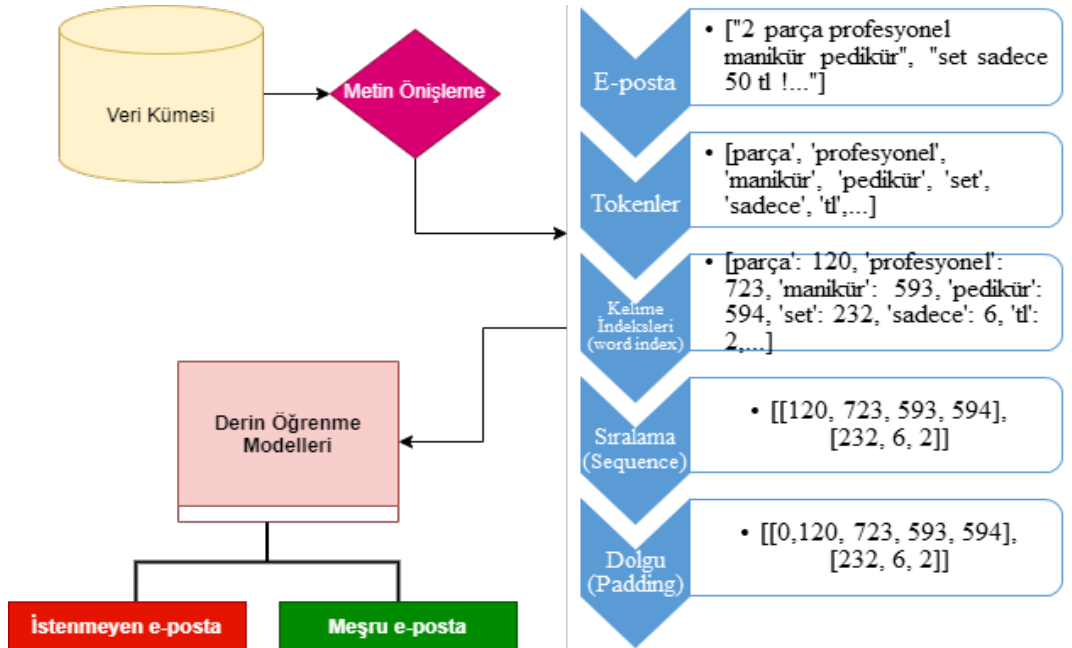 Veri Kümesi
Metin Önişleme
Derin Öğrenme
Modelleri
İstenmeyen e-posta
Meşru e-posta
E-posta
• ["2 parça profesyonel
manikür pedikür", "set sadece
50 tl !..."]
Tokenler
• [parça', 'profesyonel',
'manikür', 'pedikür', 'set',
'sadece', 'tl',...]
Kelime
İndeksleri
(word index)
• [parça': 120, 'profesyonel':
723, 'manikür': 593, 'pedikür':
594, 'set': 232, 'sadece': 6, 'tl':
2,...]
Sıralama
(Sequence)
• [[120, 723, 593, 594],
[232, 6, 2]]
Dolgu
(Padding)
• [[0,120, 723, 593, 594],
[232, 6, 2]]